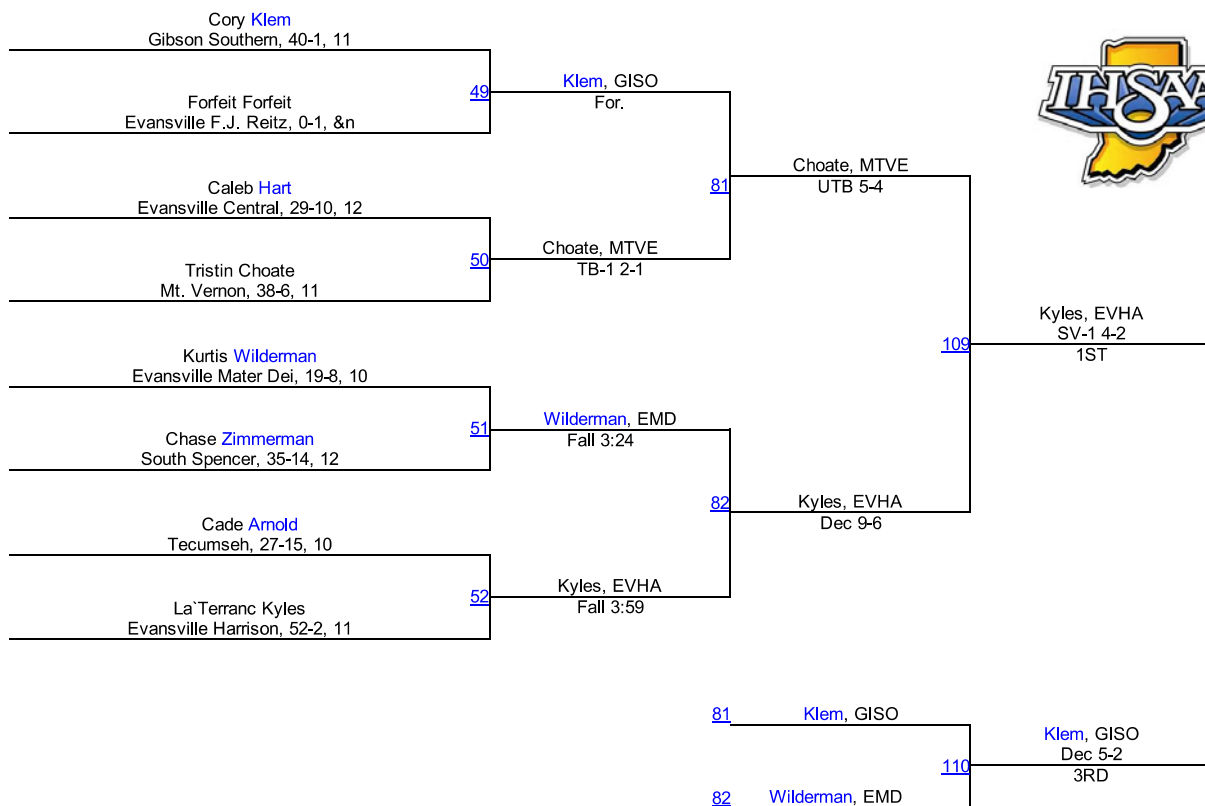 Cory Klem
Gibson Southern, 40-1, 11
49
Klem, GISO
For.
Forfeit Forfeit
Evansville F.J. Reitz, 0-1, &n
IHSAA
81
Choate, MTVE
UTB 5-4
Caleb Hart
Evansville Central, 29-10, 12
50
Choate, MTVE
TB-1 2-1
Tristin Choate
Mt. Vernon, 38-6, 11
109
Kyles, EVHA
SV-1 4-2
1ST
Kurtis Wilderman
Evansville Mater Dei, 19-8, 10
51
Wilderman, EMD
Fall 3:24
Chase Zimmerman
South Spencer, 35-14, 12
82
Kyles, EVHA
Dec 9-6
Cade Arnold
Tecumseh, 27-15, 10
52
Kyles, EVHA
Fall 3:59
La`Terranc Kyles
Evansville Harrison, 52-2, 11
81
Klem, GISO
110
Klem, GISO
Dec 5-2
3RD
82
Wilderman, EMD